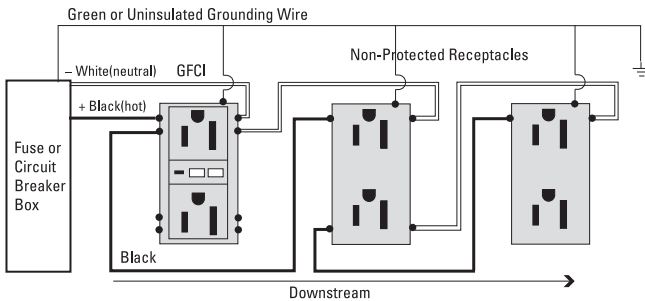 Green or Uninsulated Grounding Wire
Non-Protected Receptacles
– White(neutral)
GFCI
+ Black(hot)
Fuse or
Circuit
Breaker
Box
Black
Downstream